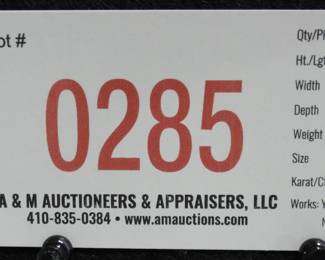 ot #
0285
A & M AUCTIONEERS & APPRAISERS, LLC
410-835-0384 • www.amauctions.com
Qty/Pi
Ht./Lgt
Width
Depth
Weight
Size
Karat/Cl
Works: Y
N